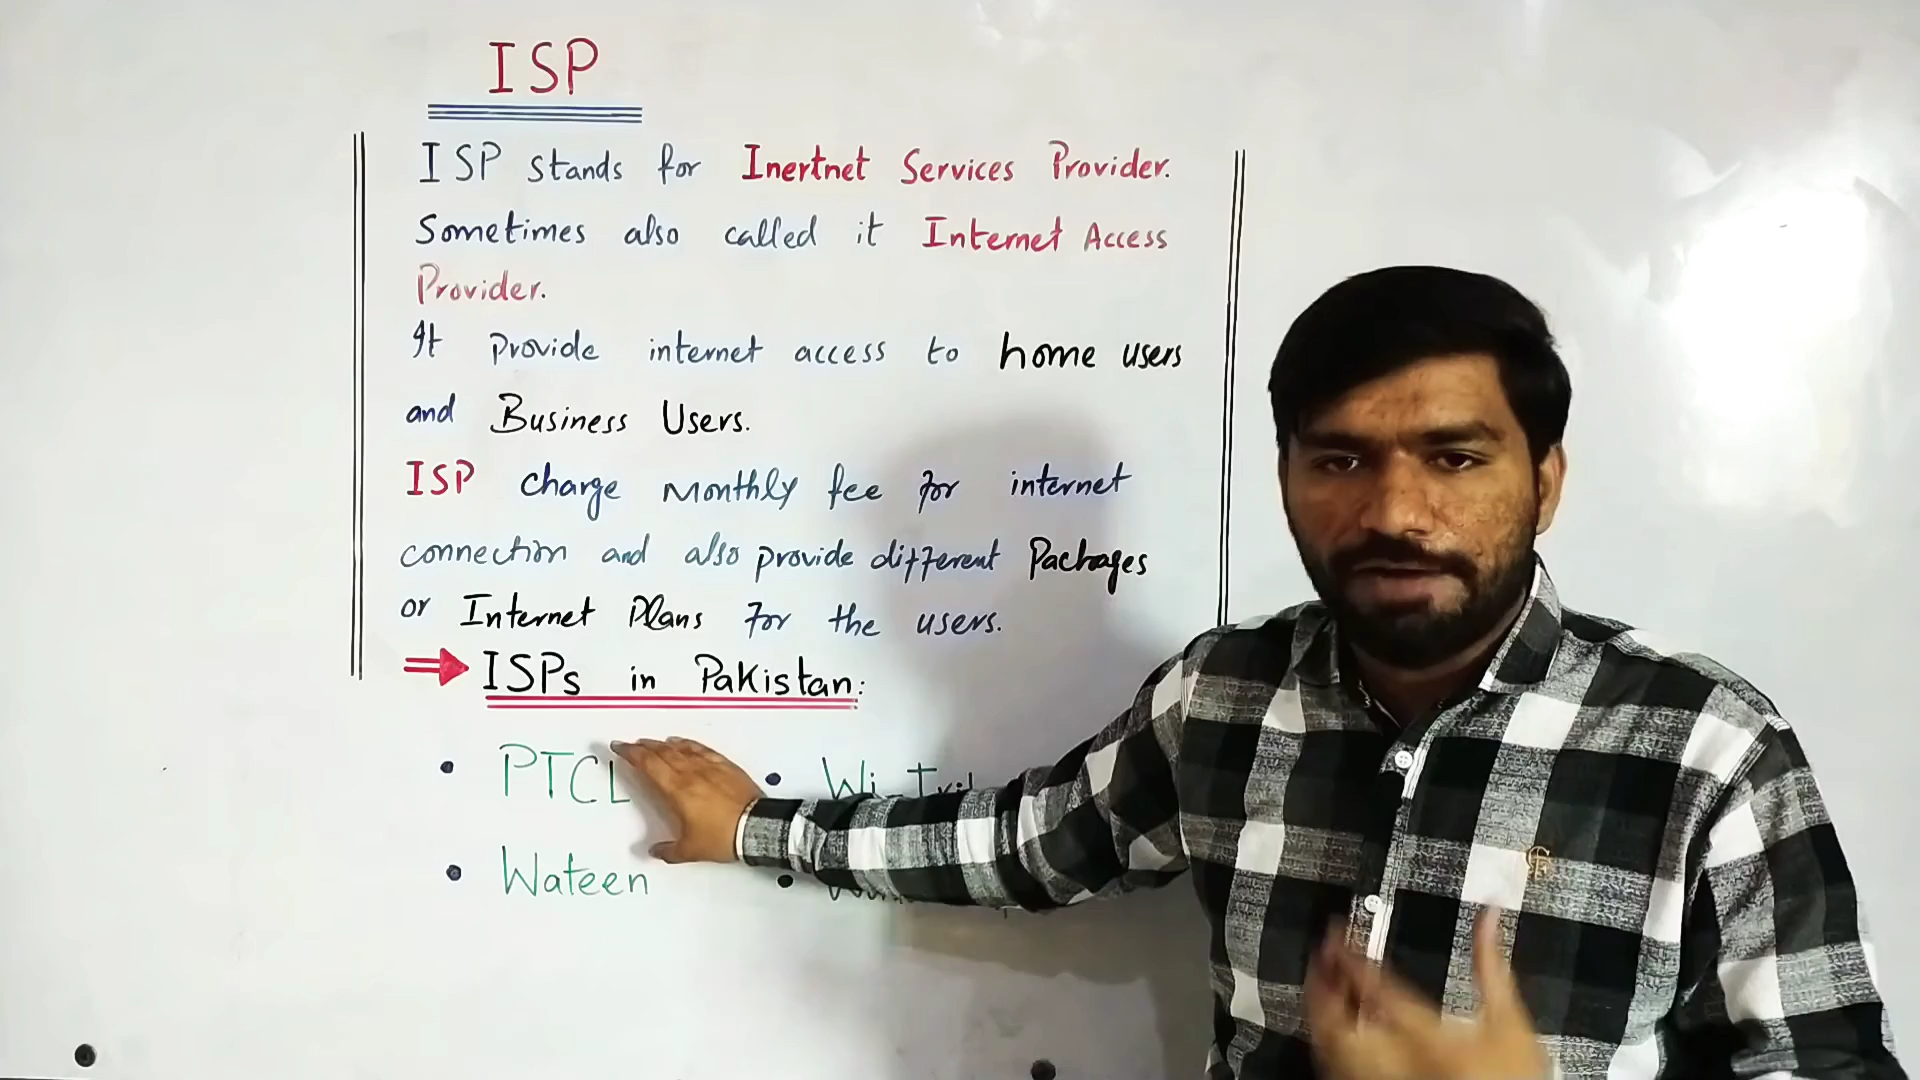 ISP
ISP stands for Inertnet Services Provider.
Sometimes also called it Internet Access
Provider.
It Provide internet access to home users
and Business Users.
ISP charge Monthly fee for internet
connection and also provide different Packages
or Internet Plans for the users.
⇒ ISPs in Pakistan:
• PTCL • Wi-Tribe
• Wateen •